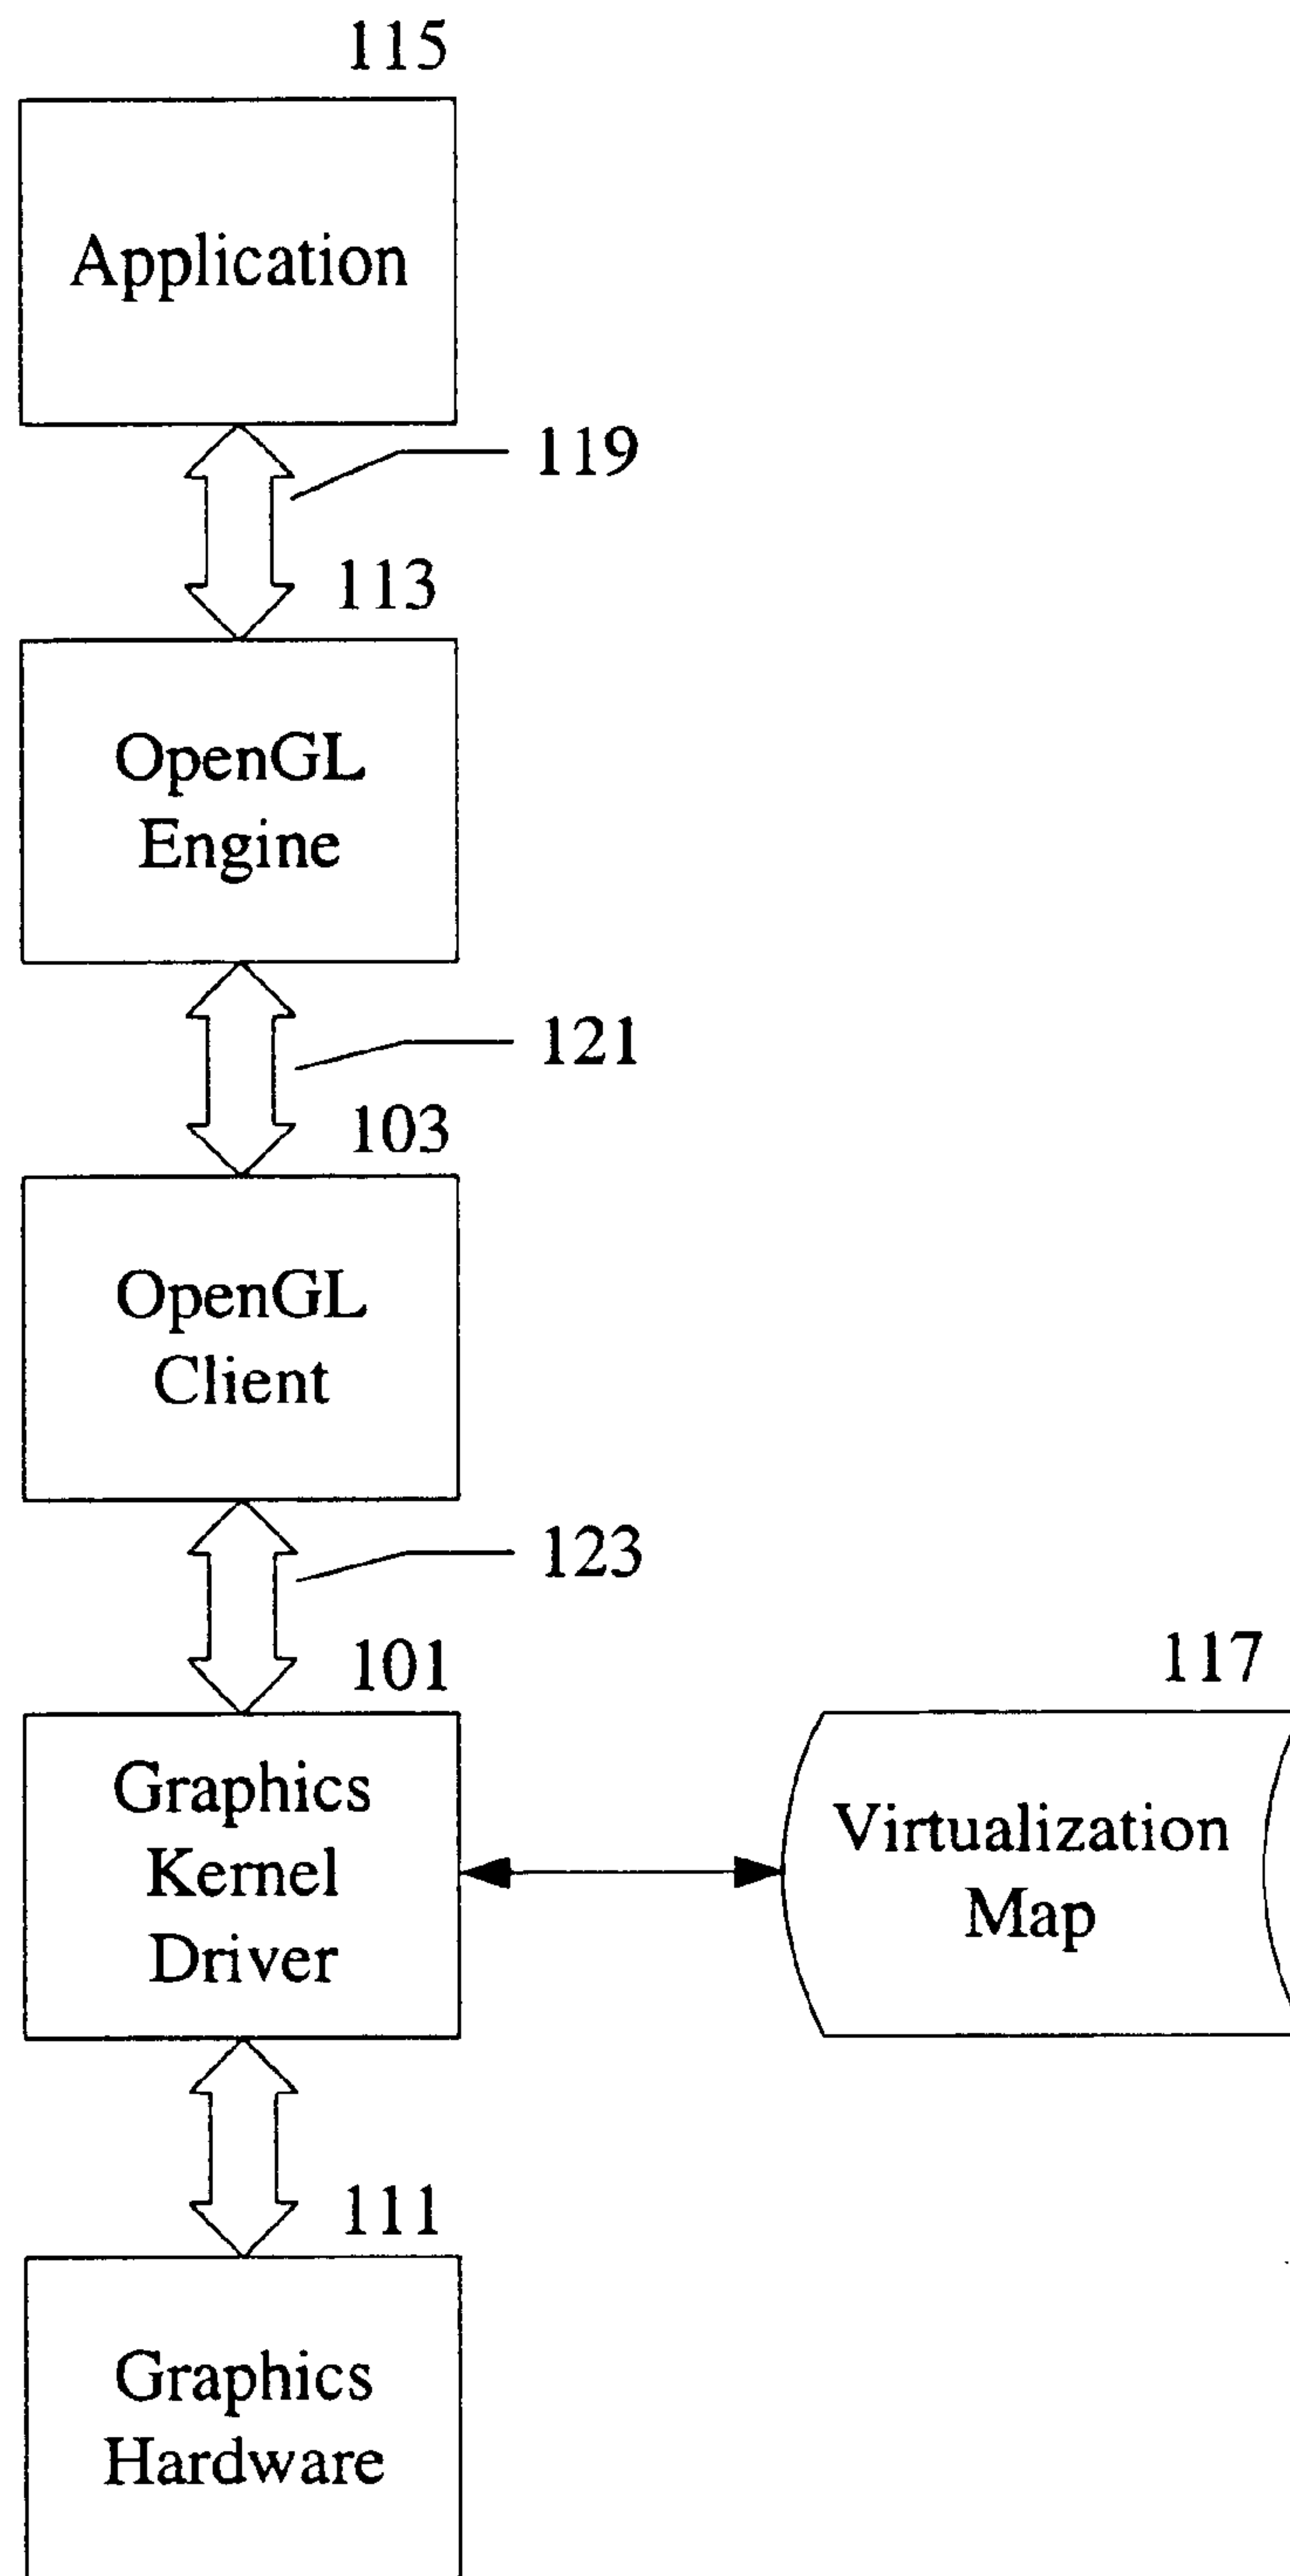 115
Application
119
113
OpenGL
Engine
121
103
OpenGL
Client
123
101
117
Graphics
Kernel
Driver
Virtualization
Map
111
Graphics
Hardware